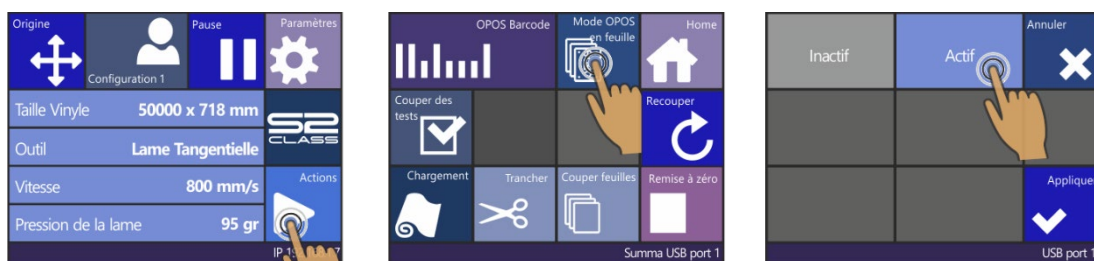 Origine
Configuration 1
Pause
Paramètres
Taille Vinyle 50000 x 718 mm
S2
CLASS
Outil Lame Tangentielle
Vitesse 800 mm/s
Actions
Pression de la lame 95 gr
IP
OPOS Barcode
Mode OPOS
en feuille
Home
Couper des
tests
Recouper
Chargement
Trancher
Couper feuilles
Remise à zéro
Summa USB port 1
Inactif
Actif
Annuler
Applique
USB port 1